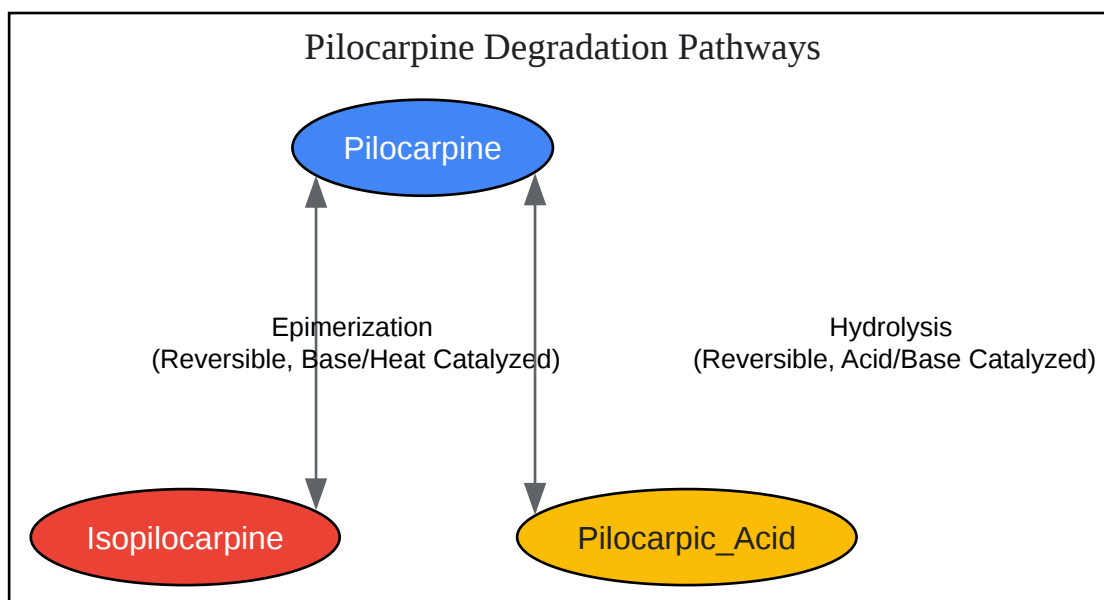 Pilocarpine Degradation Pathways
Pilocarpine
Epimerization
(Reversible, Base/Heat Catalyzed)
Hydrolysis
(Reversible, Acid/Base Catalyzed)
Isopilocarpine
Pilocarpic_Acid